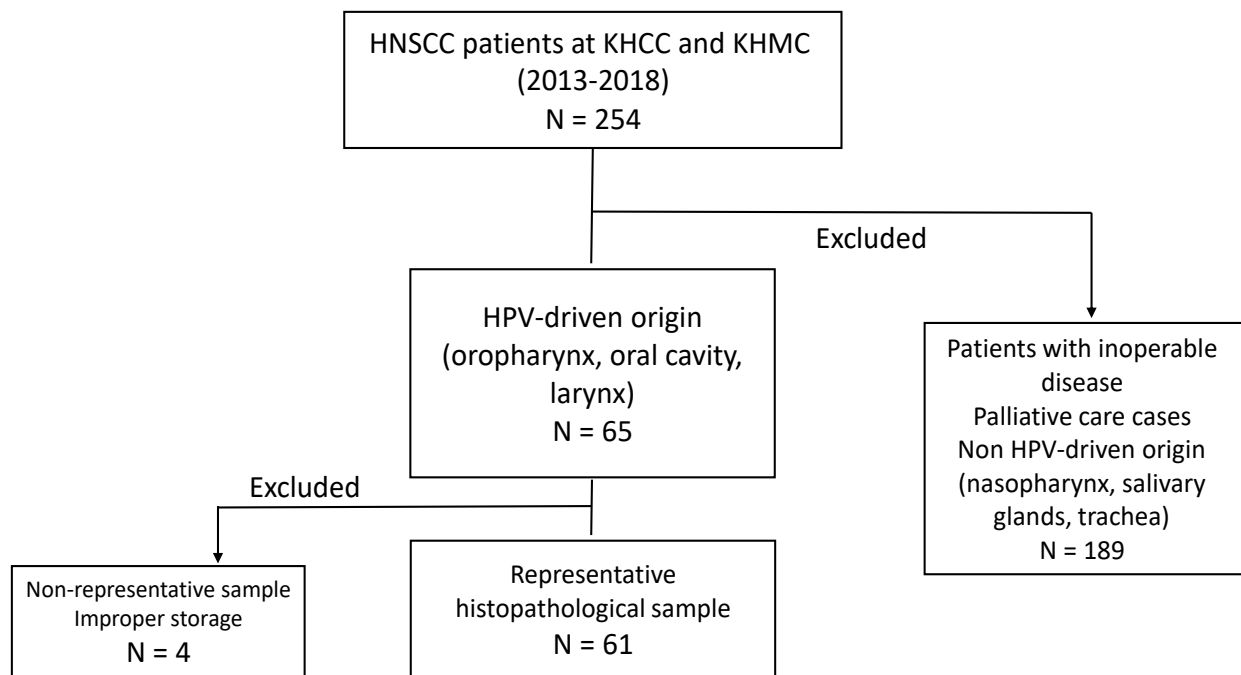 HNSCC patients at KHCC and KHMC
(2013-2018)
N = 254
Excluded
HPV-driven origin
(oropharynx, oral cavity,
larynx)
N = 65
Patients with inoperable
disease
Palliative care cases
Non HPV-driven origin
(nasopharynx, salivary
glands, trachea)
N = 189
Excluded
Non-representative sample
Improper storage
N = 4
Representative
histopathological sample
N = 61